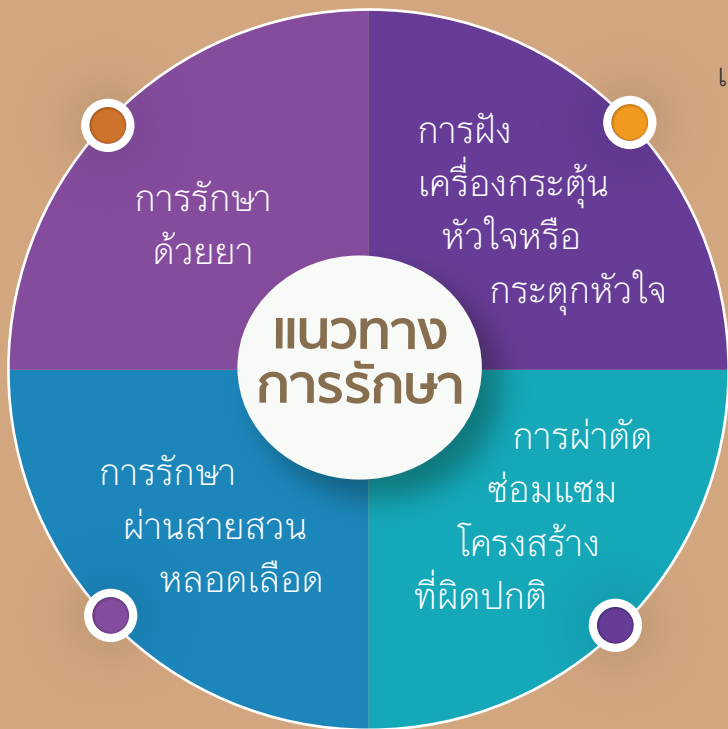 การรักษา
ด้วยยา
การฝัง
เครื่องกระตุ้น
หัวใจหรือ
กระตุกหัวใจ
แนวทาง
การรักษา
การรักษา
ผ่านสายสวน
หลอดเลือด
การผ่าตัด
ซ่อมแซม
โครงสร้าง
ที่ผิดปกติ